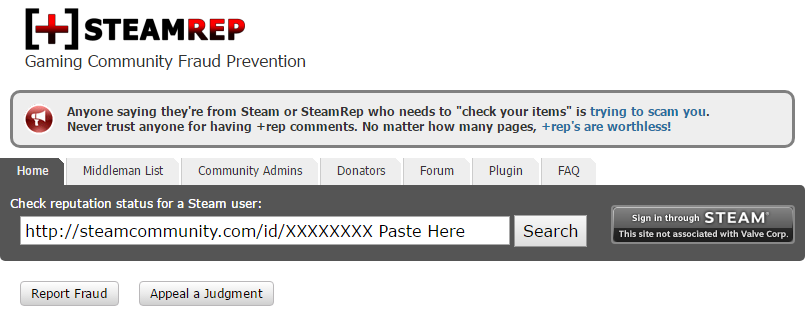 [+] STEAMREP
Gaming Community Fraud Prevention
Anyone saying they're from Steam or SteamRep who needs to "check your items" is trying to scam you.
Never trust anyone for having +rep comments. No matter how many pages, +rep's are worthless!
Home Middleman List Community Admins Donators Forum Plugin FAQ
Check reputation status for a Steam user:
http://steamcommunity.com/id/XXXXXXXX Paste Here Search
Sign in through STEAM®
This site not associated with Valve Corp.
Report Fraud Appeal a Judgment